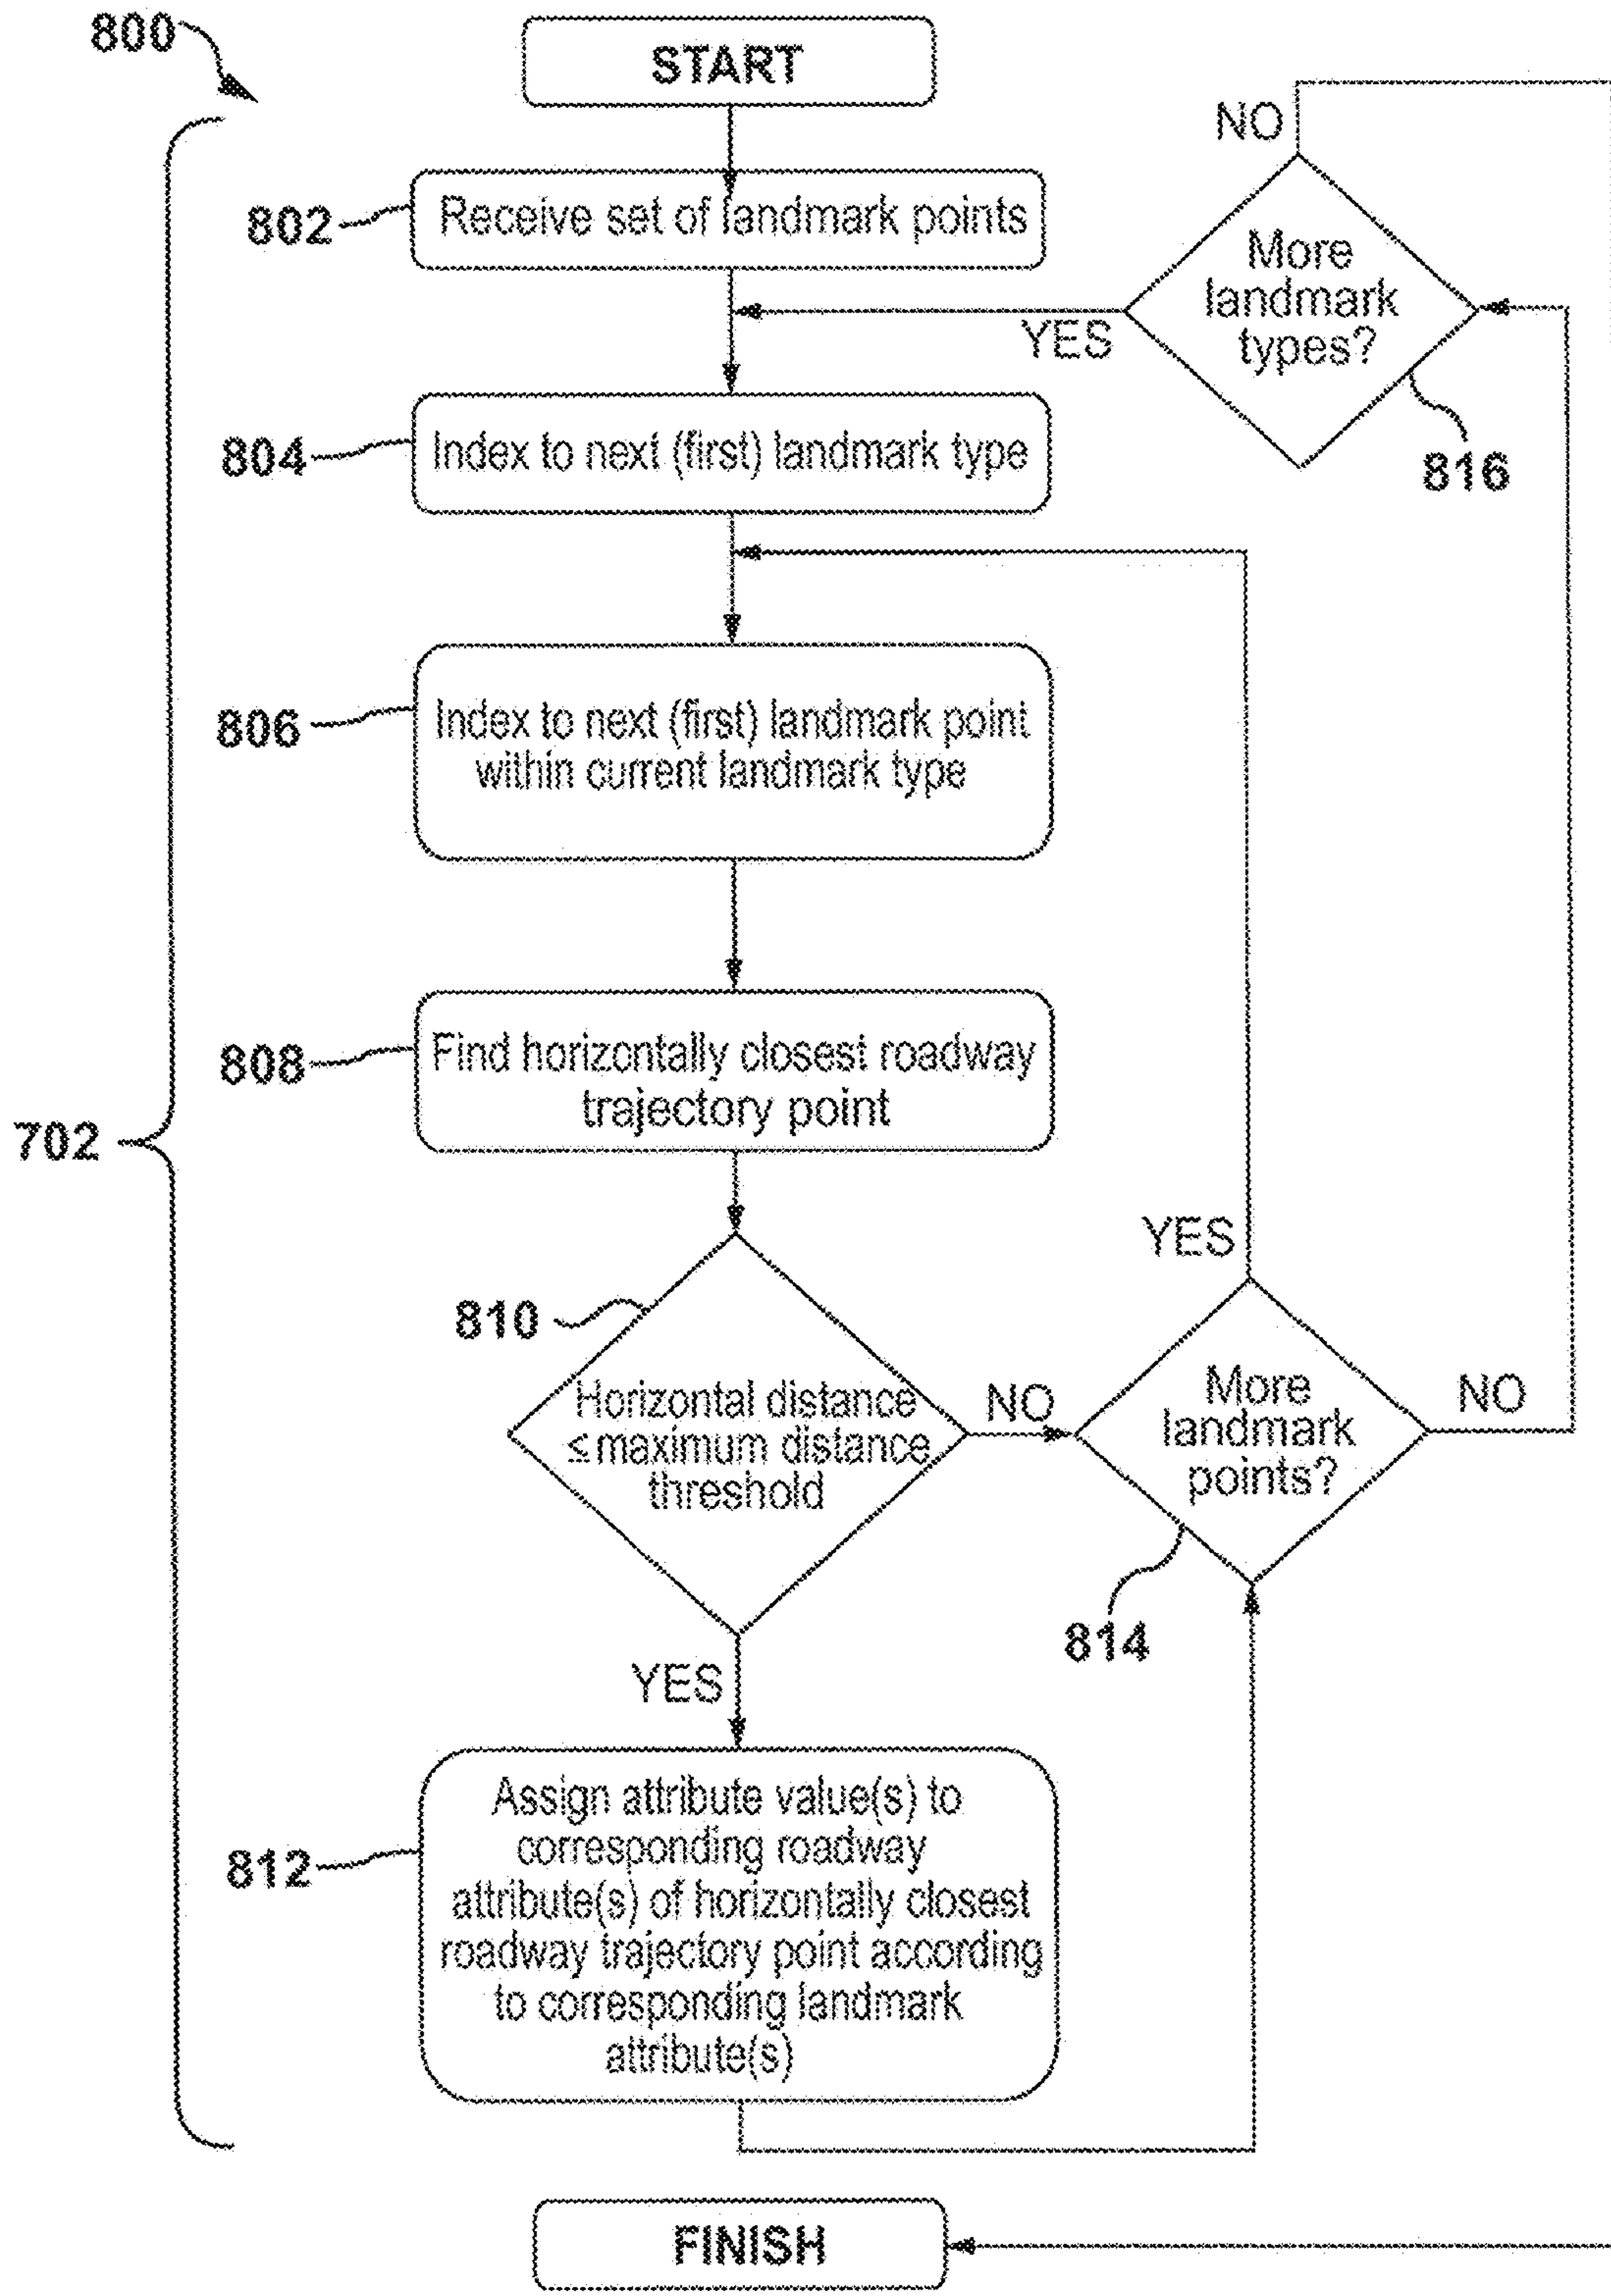 800
START
NO
802
Receive set of landmark points
More
landmark
types?
YES
804
Index to next (first) landmark type
816
806
Index to next (first) landmark point
within current landmark type
808
Find horizontally closest roadway
trajectory point
702
YES
810
Horizontal distance
≤ maximum distance
threshold
NO
More
landmark
points?
NO
814
YES
812
Assign attribute value(s) to
corresponding roadway
attribute(s) of horizontally closest
roadway trajectory point according
to corresponding landmark
attribute(s)
FINISH